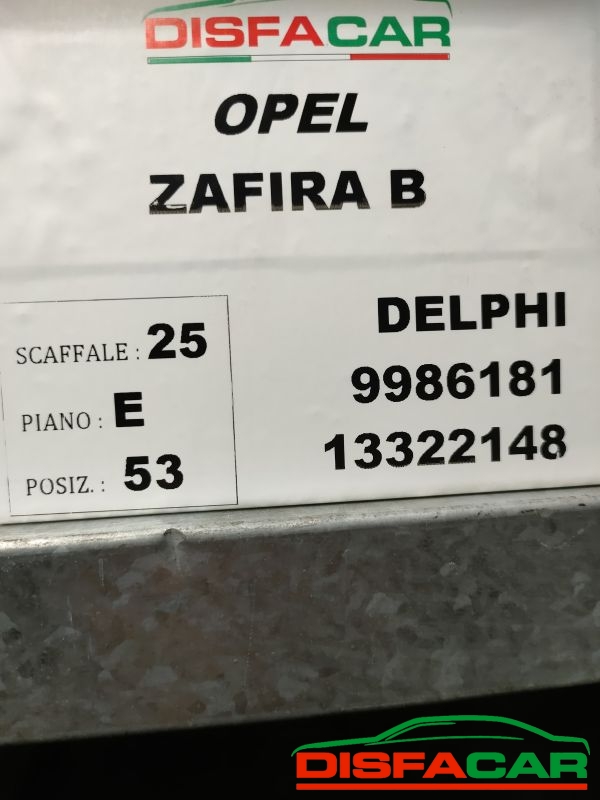 DISFACAR
OPEL
ZAFIRA B
SCAFFALE : 25
PIANO : E
POSIZ. : 53
DELPHI
9986181
13322148
DISFACAR